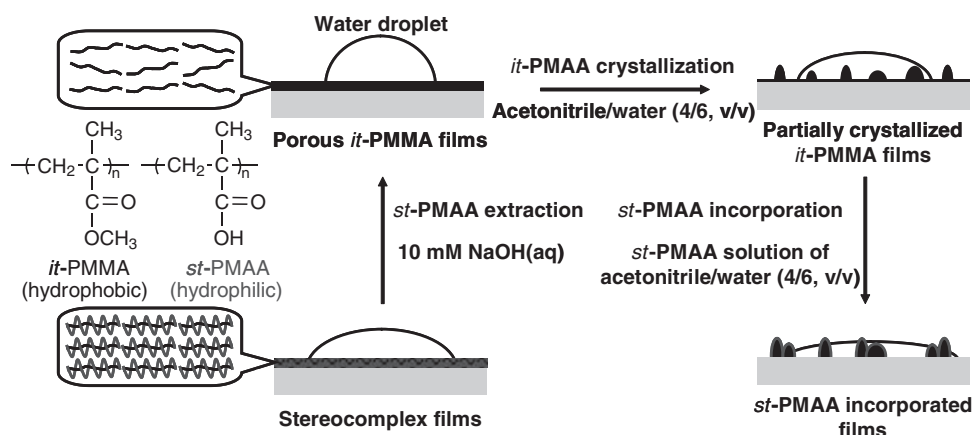 Water droplet
Porous it-PMMA films
it-PMAA crystallization
Acetonitrile/water (4/6, v/v)
Partially crystallized
it-PMMA films
CH3
CH3
(CH2-C)n
(CH2-C)n
C=O
C=O
OCH3
OH
it-PMMA
(hydrophobic)
st-PMAA
(hydrophilic)
st-PMAA extraction
10 mM NaOH(aq)
st-PMAA incorporation
st-PMAA solution of
acetonitrile/water (4/6, v/v)
Stereocomplex films
st-PMAA incorporated
films